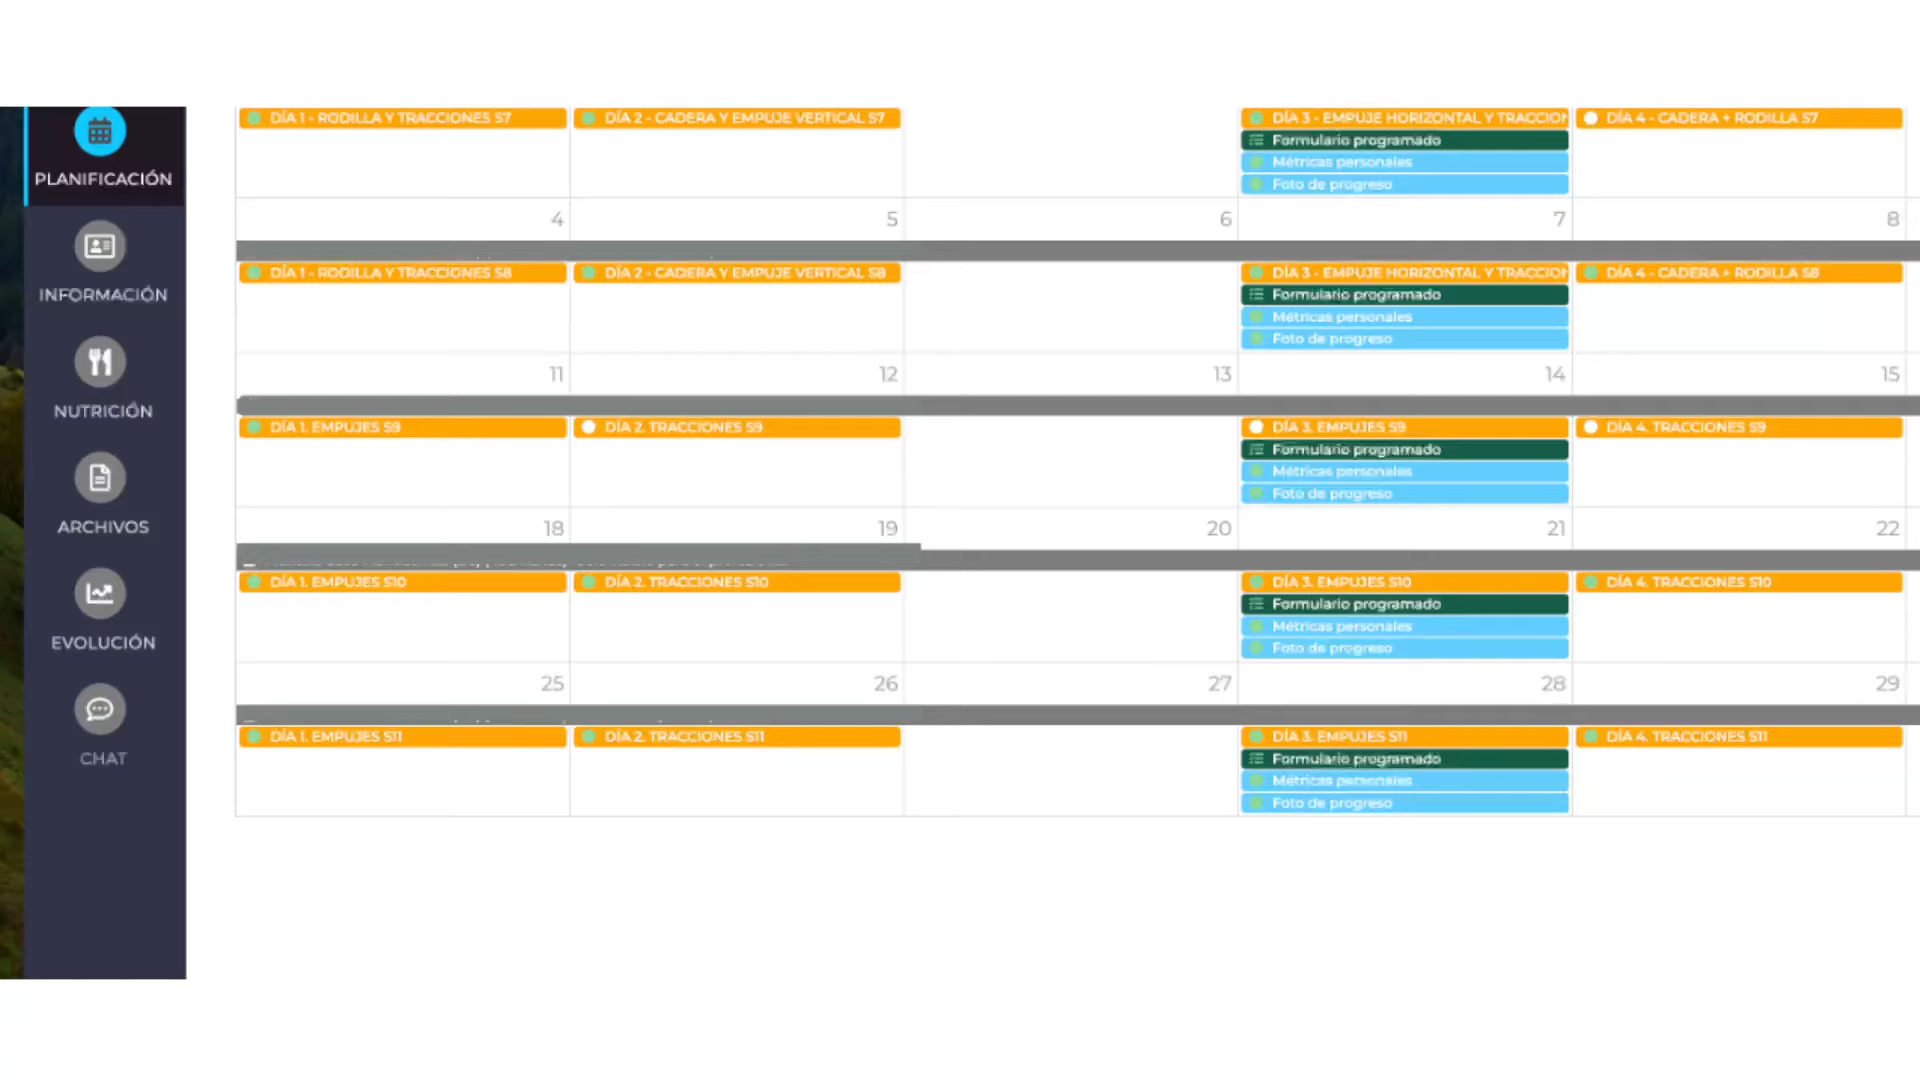 PLANIFICACIÓN
INFORMACIÓN
NUTRICIÓN
ARCHIVOS
EVOLUCIÓN
CHAT
DÍA 1 - RODILLA Y TRACCIONES S7
DÍA 2 - CADERA Y EMPUJE VERTICAL S7
DÍA 3 - EMPUJE HORIZONTAL Y TRACCION
DÍA 4 - CADERA + RODILLA S7
Formulario programado
Métricas personales
Foto de progreso
4
5
6
7
8
DÍA 1 - RODILLA Y TRACCIONES S8
DÍA 2 - CADERA Y EMPUJE VERTICAL S8
DÍA 3 - EMPUJE HORIZONTAL Y TRACCION
DÍA 4 - CADERA + RODILLA S8
Formulario programado
Métricas personales
Foto de progreso
11
12
13
14
15
DÍA 1. EMPUJES S9
DÍA 2. TRACCIONES S9
DÍA 3. EMPUJES S9
DÍA 4. TRACCIONES S9
Formulario programado
Métricas personales
Foto de progreso
18
19
20
21
22
DÍA 1. EMPUJES S10
DÍA 2. TRACCIONES S10
DÍA 3. EMPUJES S10
DÍA 4. TRACCIONES S10
Formulario programado
Métricas personales
Foto de progreso
25
26
27
28
29
DÍA 1. EMPUJES S11
DÍA 2. TRACCIONES S11
DÍA 3. EMPUJES S11
DÍA 4. TRACCIONES S11
Formulario programado
Métricas personales
Foto de progreso